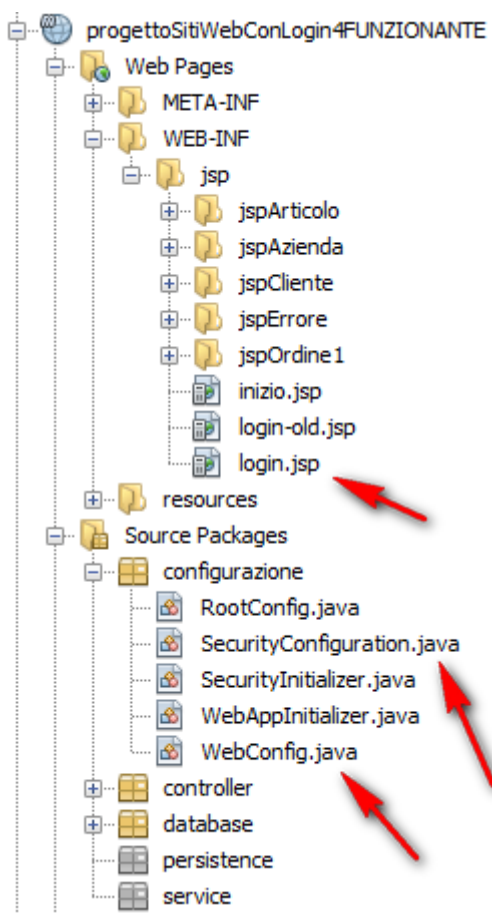 progettoSitiWebConLogin4FUNZIONANTE
Web Pages
META-INF
WEB-INF
jsp
jspArticolo
jspAzienda
jspCliente
jspErrore
jspOrdine1
inizio.jsp
login-old.jsp
login.jsp
resources
Source Packages
configurazione
RootConfig.java
SecurityConfiguration.java
SecurityInitializer.java
WebAppInitializer.java
WebConfig.java
controller
database
persistence
service